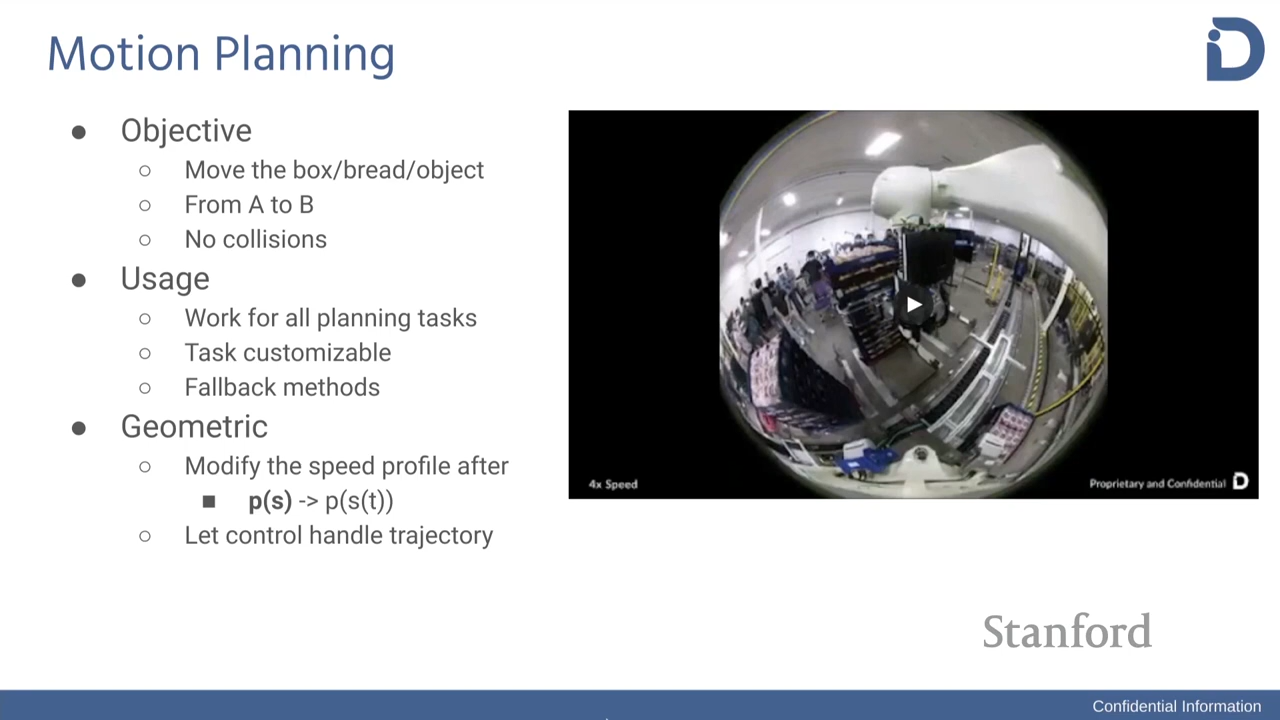 Motion Planning
Objective
Move the box/bread/object
From A to B
No collisions
Usage
Work for all planning tasks
Task customizable
Fallback methods
Geometric
Modify the speed profile after
p(s) -> p(s(t))
Let control handle trajectory
4x Speed
Proprietary and Confidential D
Stanford
Confidential Information